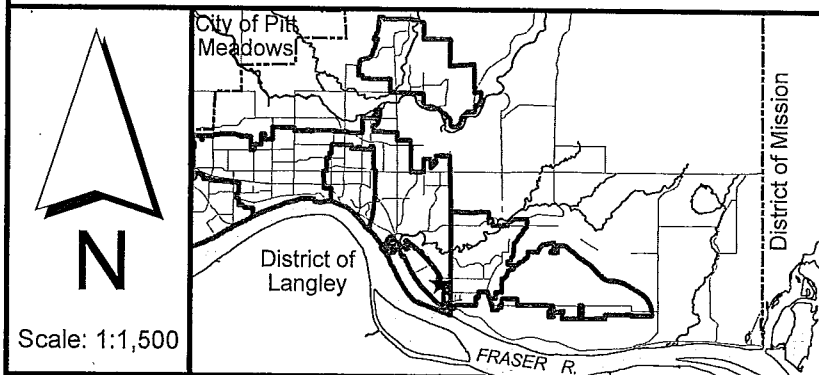 City of Pitt
Meadows
District of Mission
District of
Langley
N
Scale: 1:1,500
FRASER R.